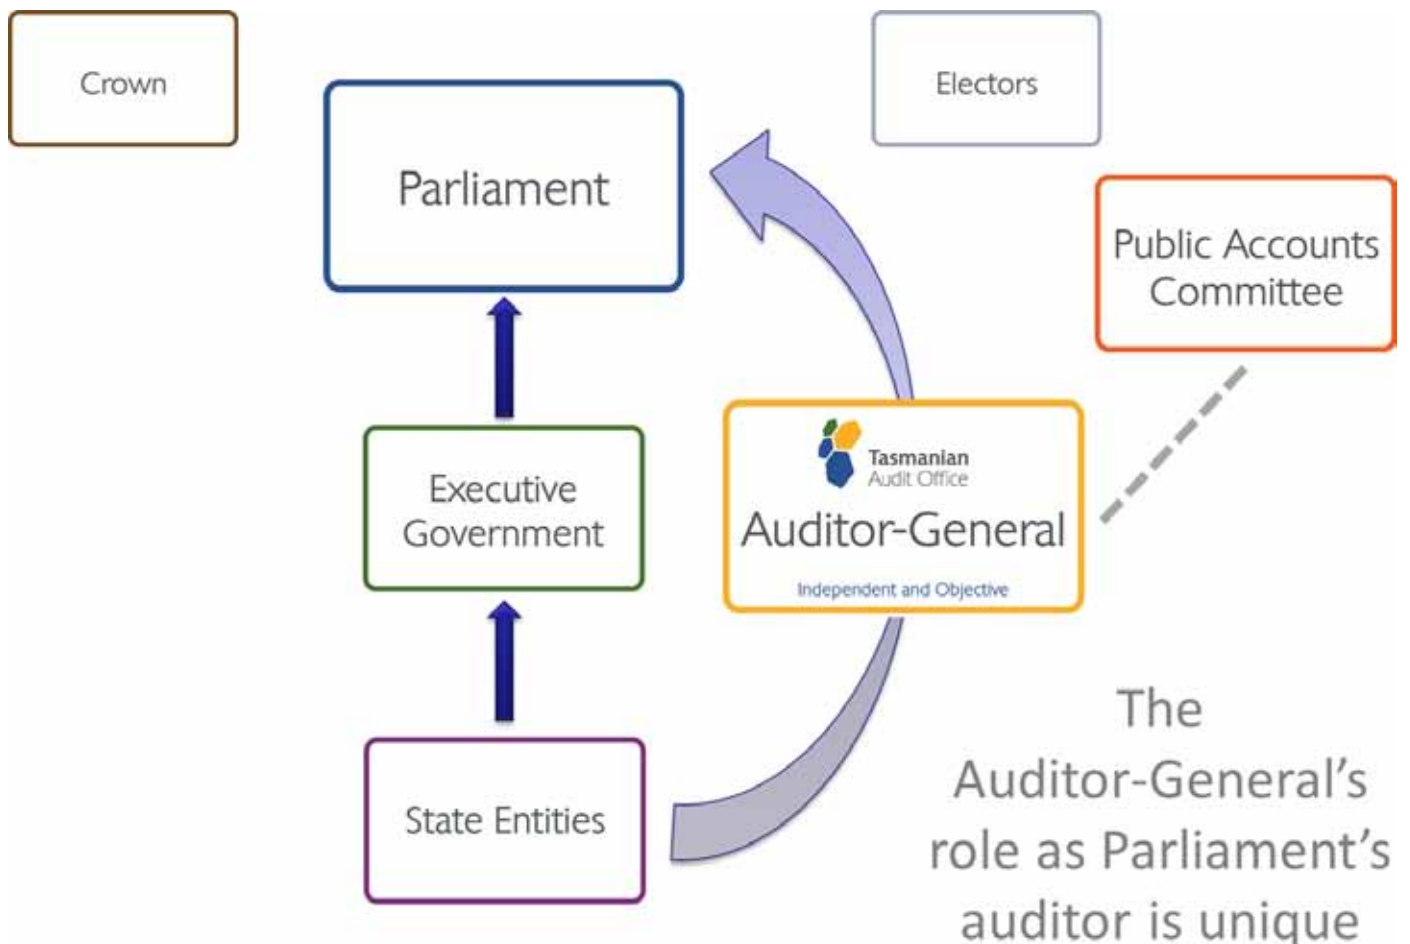 Crown
Electors
Parliament
Public Accounts
Committee
Executive
Government
Tasmanian
Audit Office
Auditor-General
Independent and Objective
State Entities
The
Auditor-General’s
role as Parliament’s
auditor is unique